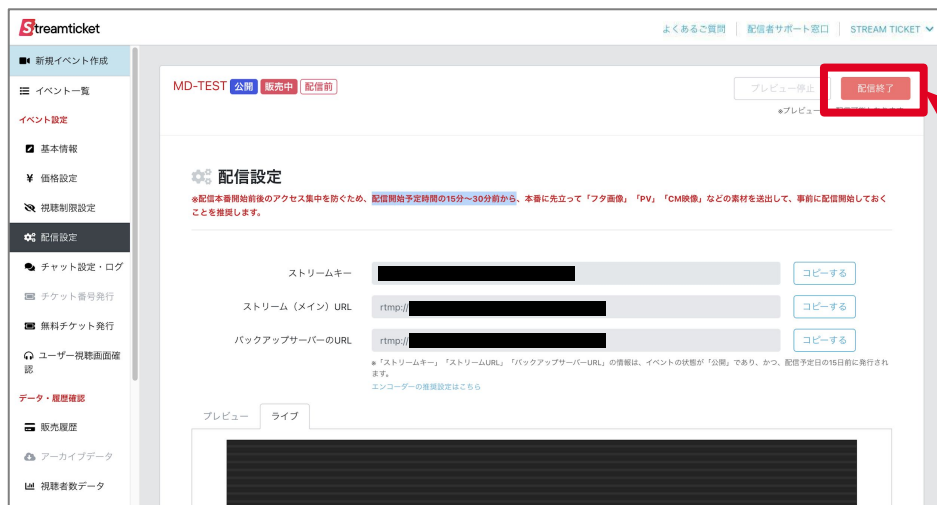 Streamticket
よくあるご質問
配信者サポート窓口
STREAM TICKET
新規イベント作成
イベント一覧
イベント設定
基本情報
価格設定
視聴制限設定
配信設定
チャット設定・ログ
チケット番号発行
無料チケット発行
ユーザー視聴画面確
認
データ・履歴確認
販売履歴
アーカイブデータ
視聴者数データ
MD-TEST 公開 販売中 配信前
プレビュー停止
配信終了
※プレビュー
配信設定
※配信本番開始前後のアクセス集中を防ぐため、配信開始予定時間の15分〜30分前から、本番に先立って「フタ画像」「PV」「CM映像」などの素材を送出して、事前に配信開始しておく
ことを推奨します。
ストリームキー
コピーする
ストリーム（メイン）URL
rtmp://
コピーする
バックアップサーバーのURL
rtmp://
コピーする
※「ストリームキー」「ストリームURL」「バックアップサーバーURL」の情報は、イベントの状態が「公開」であり、かつ、配信予定日の15日前に発行され
ます。
エンコーダーの推奨設定はこちら
プレビュー
ライブ